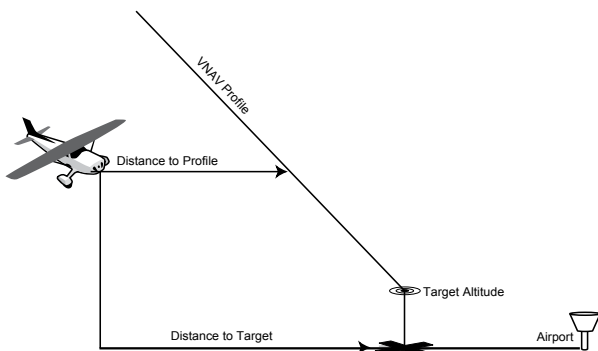 VNAV Profile
Distance to Profile
Target Altitude
Distance to Target
Airport